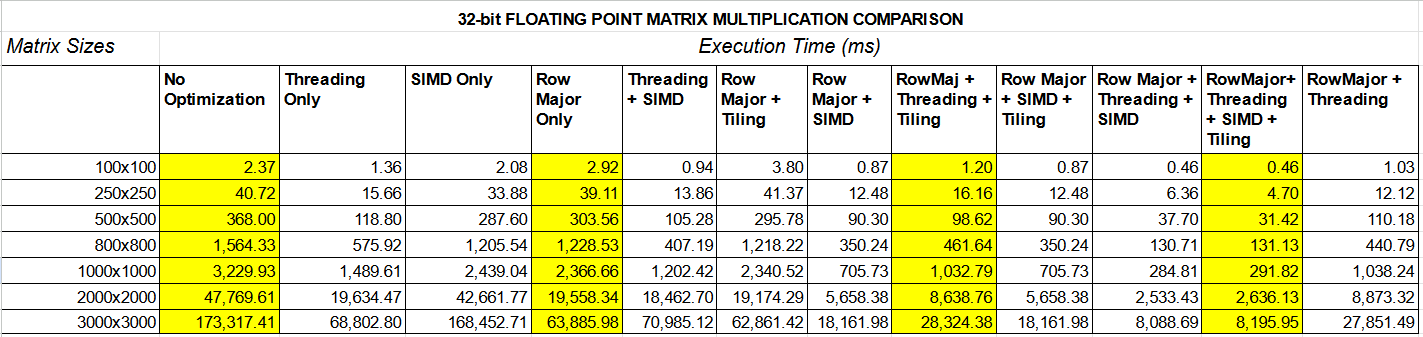 32-bit FLOATING POINT MATRIX MULTIPLICATION COMPARISON
Matrix Sizes Execution Time (ms)
No Optimization Threading Only SIMD Only Row Major Only Threading + SIMD Row Major + Tiling Row Major + SIMD RowMaj + Threading + Tiling Row Major + SIMD + Tiling Row Major + Threading + SIMD RowMajor+ Threading + SIMD + Tiling RowMajor + Threading
100x100 2.37 1.36 2.08 2.92 0.94 3.80 0.87 1.20 0.87 0.46 0.46 1.03
250x250 40.72 15.66 33.88 39.11 13.86 41.37 12.48 16.16 12.48 6.36 4.70 12.12
500x500 368.00 118.80 287.60 303.56 105.28 295.78 90.30 98.62 90.30 37.70 31.42 110.18
800x800 1,564.33 575.92 1,205.54 1,228.53 407.19 1,218.22 350.24 461.64 350.24 130.71 131.13 440.79
1000x1000 3,229.93 1,489.61 2,439.04 2,366.66 1,202.42 2,340.52 705.73 1,032.79 705.73 284.81 291.82 1,038.24
2000x2000 47,769.61 19,634.47 42,661.77 19,558.34 18,462.70 19,174.29 5,658.38 8,638.76 5,658.38 2,533.43 2,636.13 8,873.32
3000x3000 173,317.41 68,802.80 168,452.71 63,885.98 70,985.12 62,861.42 18,161.98 28,324.38 18,161.98 8,088.69 8,195.95 27,851.49